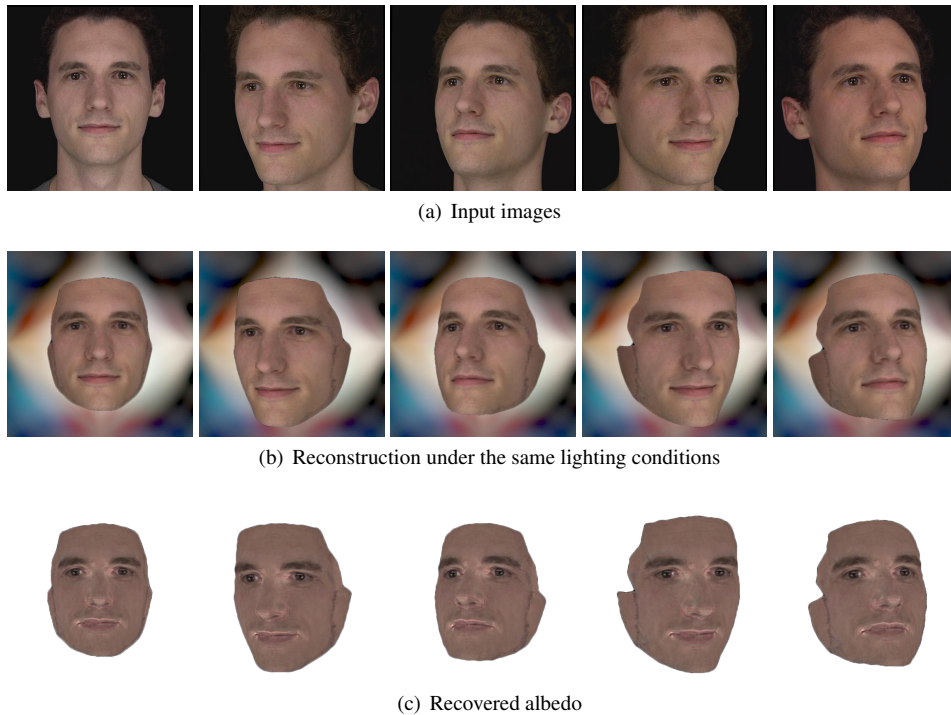 (a) Input images
(b) Reconstruction under the same lighting conditions
(c) Recovered albedo